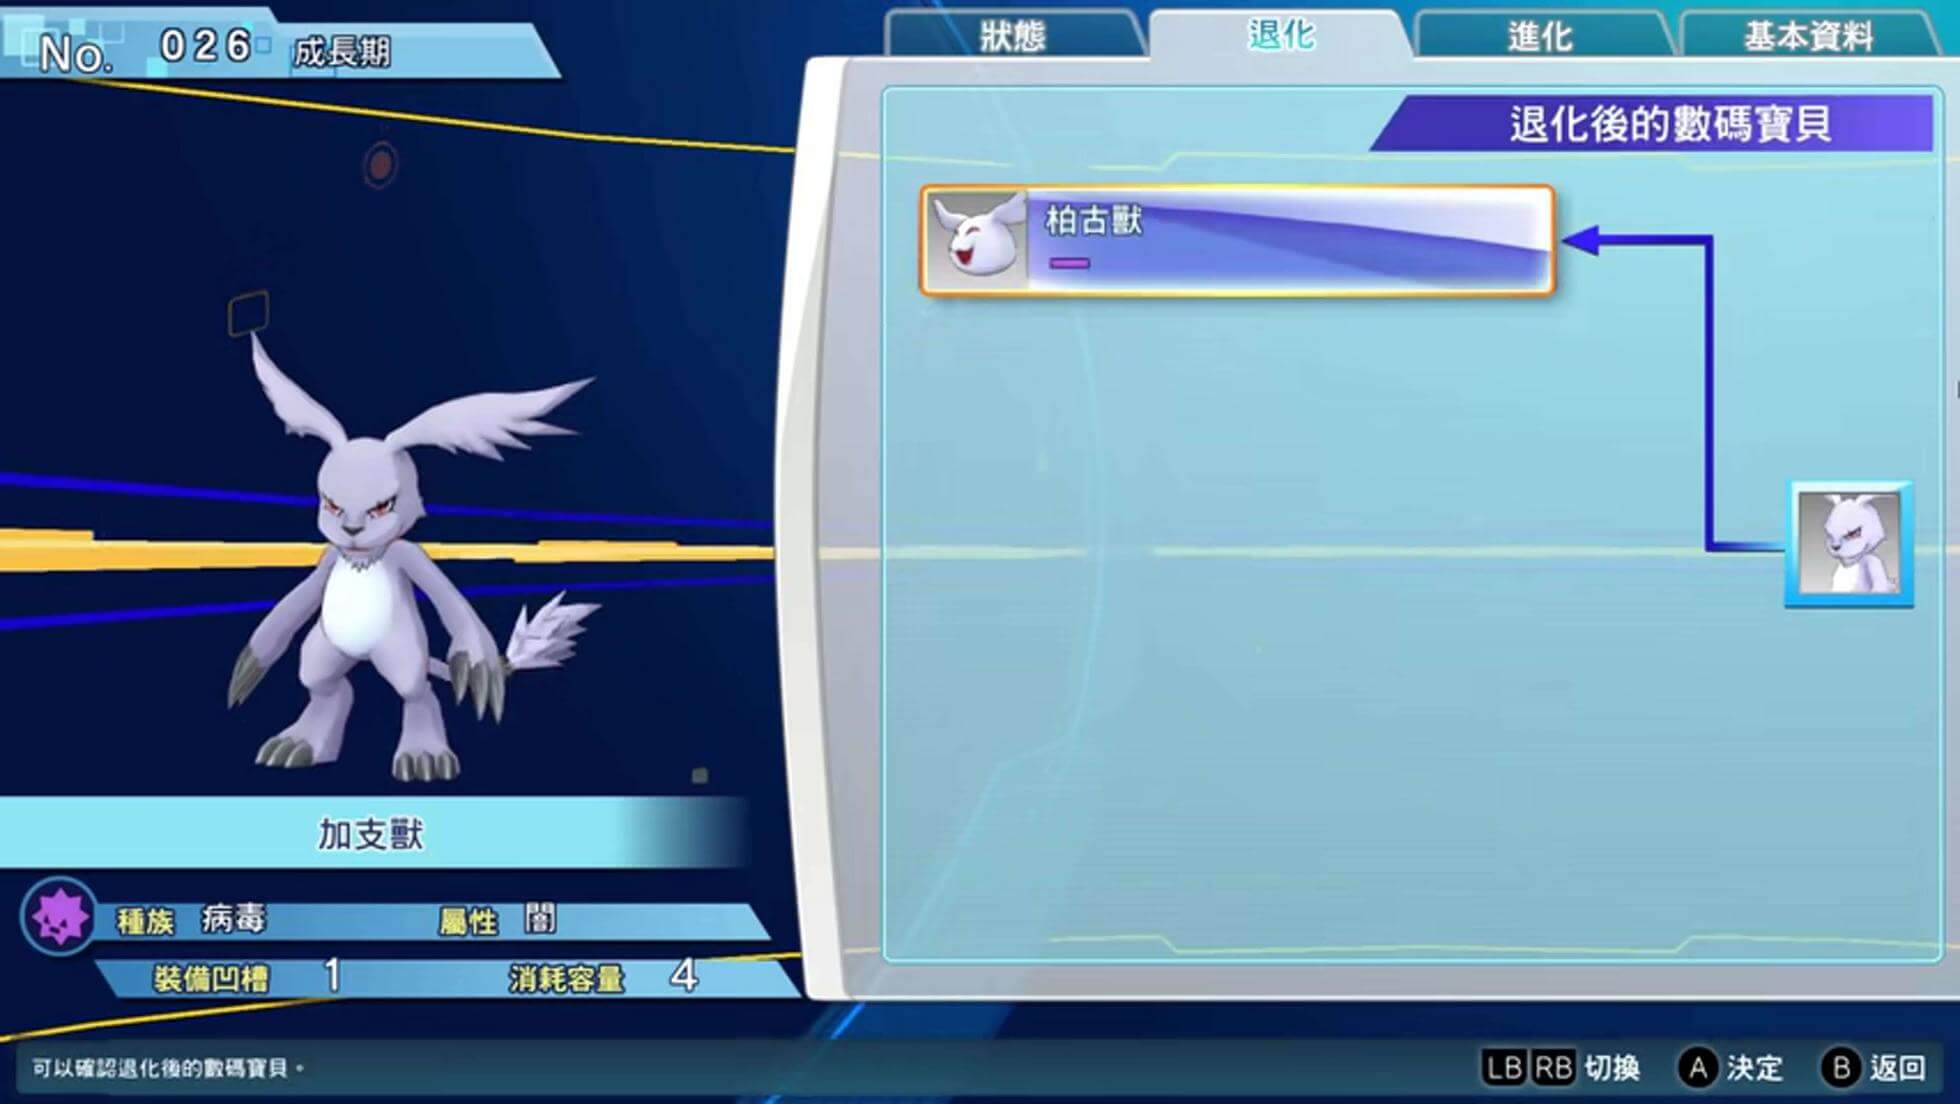 No. 026 成長期
狀態 退化 進化 基本資料
退化後的數碼寶貝
柏古獸
加支獸
種族 病毒 屬性 闇
裝備凹槽 1 消耗容量 4
可以確認退化後的數碼寶貝。
LB RB 切換 A 決定 B 返回